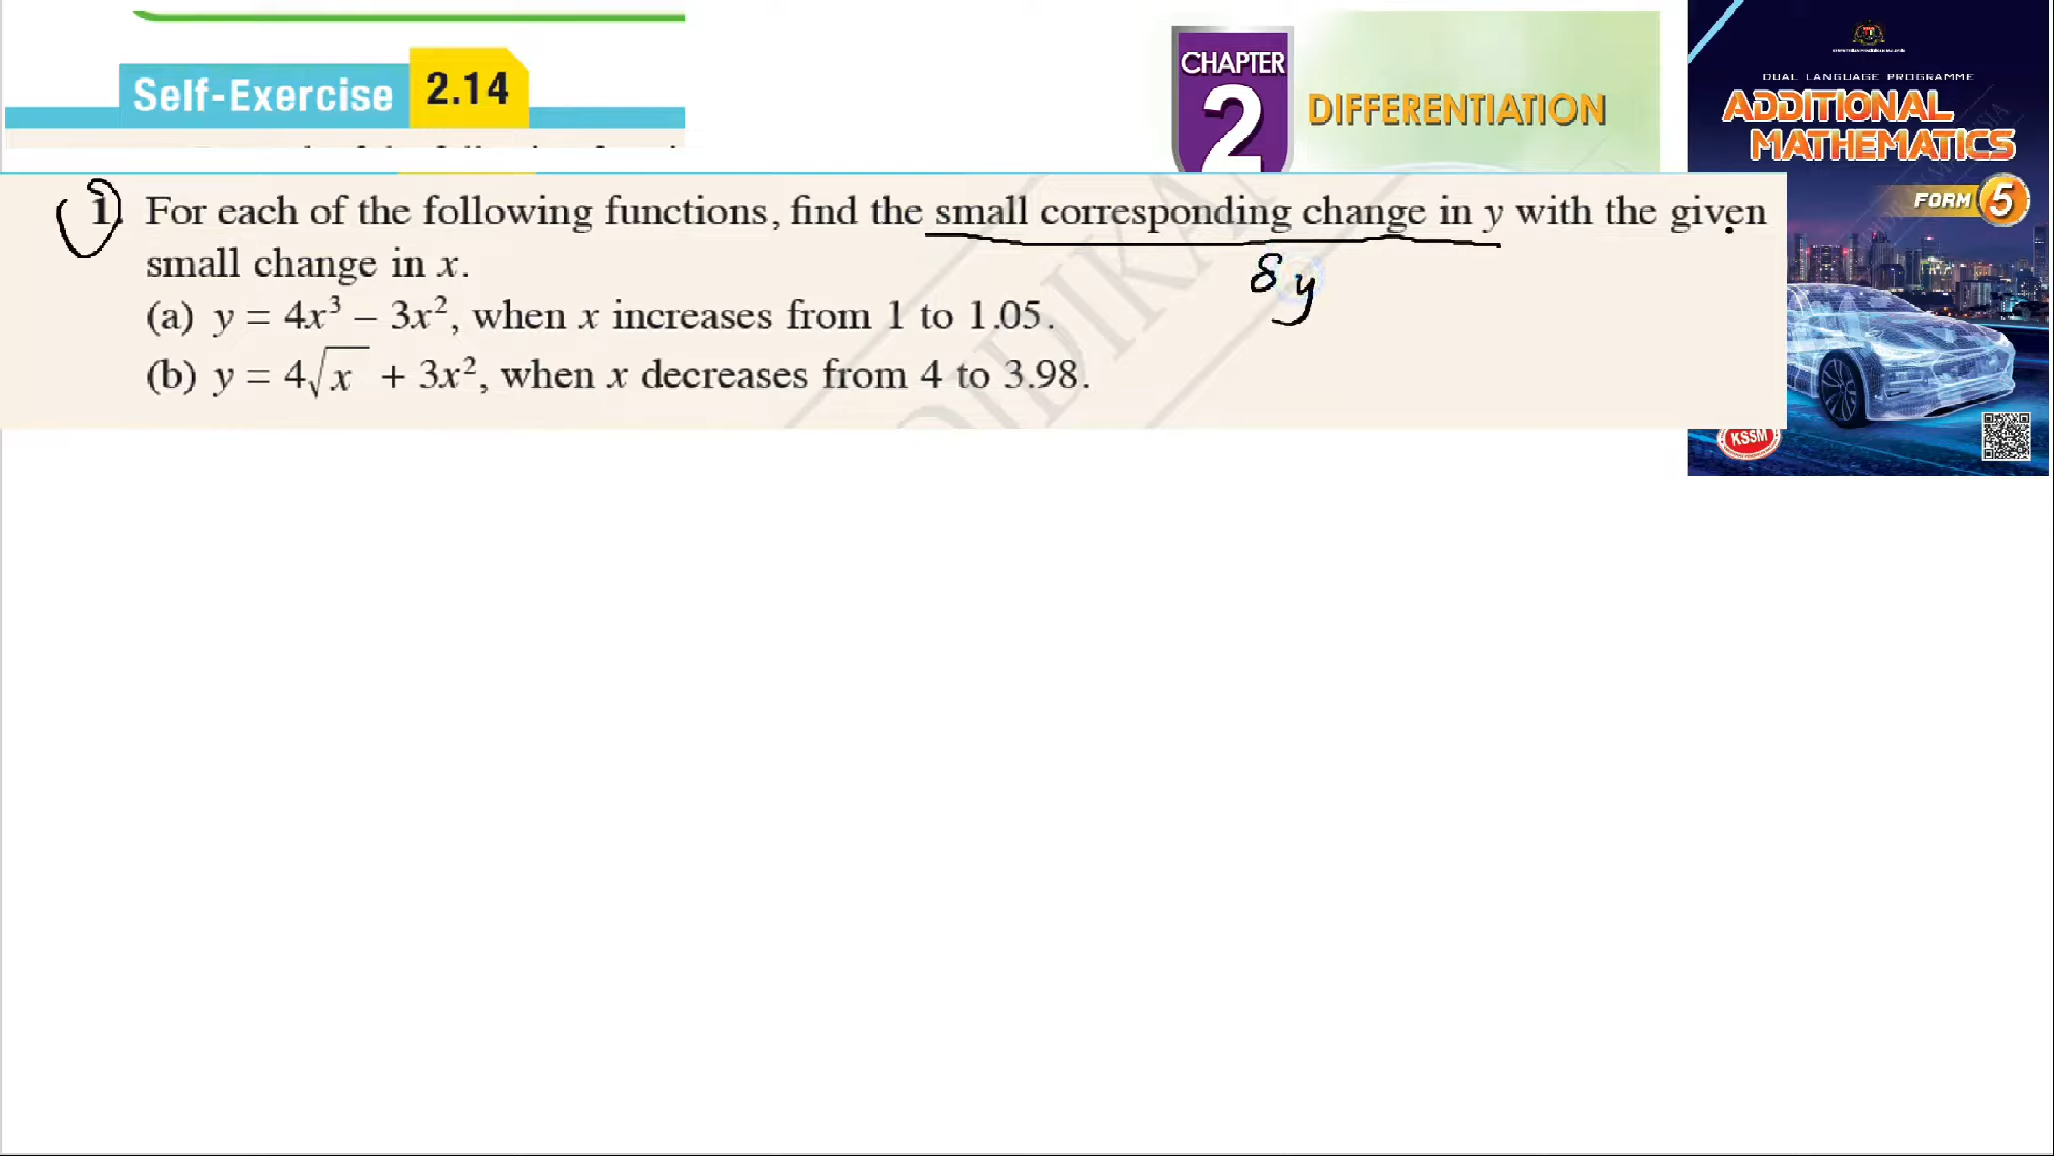 Self-Exercise 2.14
CHAPTER
2
DIFFERENTIATION
DUAL LANGUAGE PROGRAMME
ADDITIONAL
MATHEMATICS
FORM 5
1. For each of the following functions, find the small corresponding change in y with the given
small change in x.
δy
(a) y = 4x³ – 3x², when x increases from 1 to 1.05.
(b) y = 4√x + 3x², when x decreases from 4 to 3.98.
KSSM